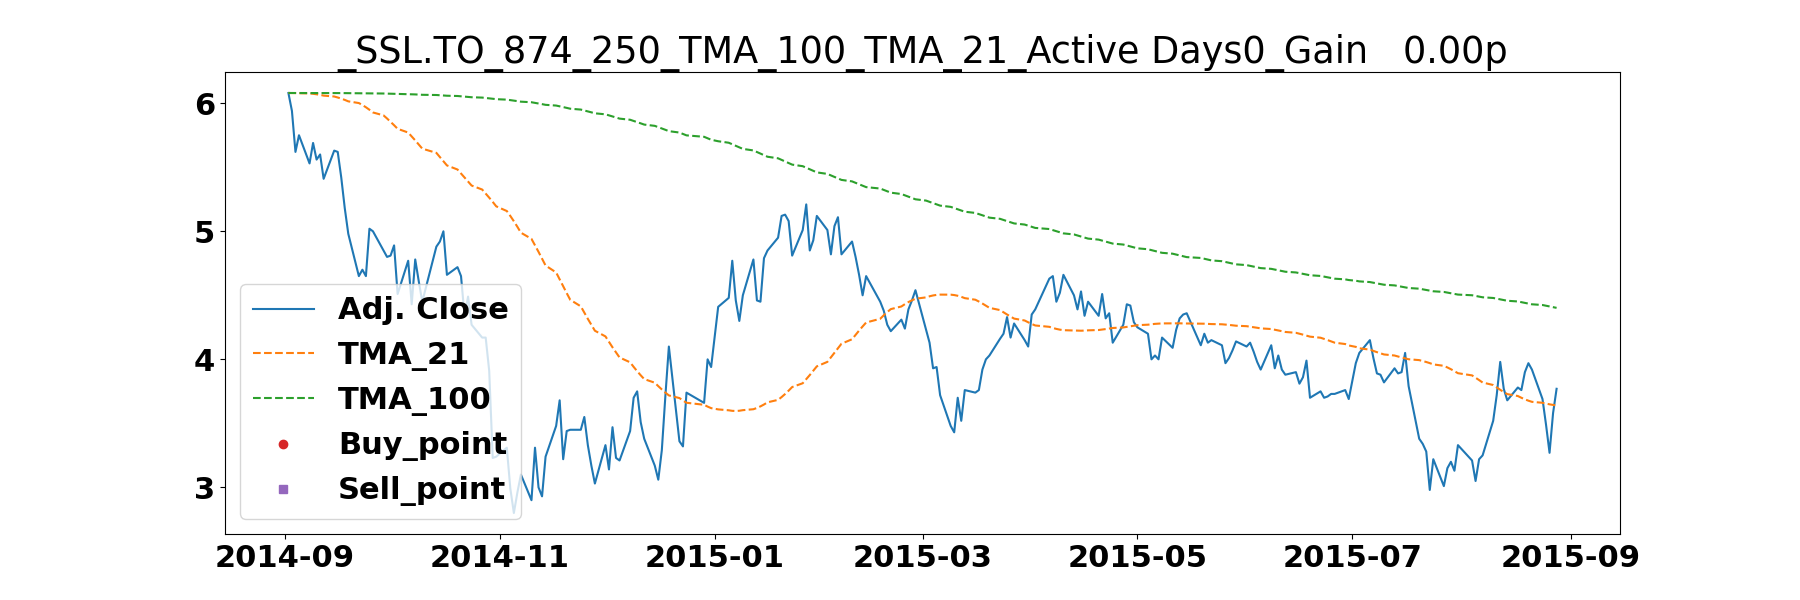 _SSL.TO_874_250_TMA_100_TMA_21_Active Days0_Gain   0.00p
6
5
4
3
Adj. Close
TMA_21
TMA_100
Buy_point
Sell_point
2014-09 2014-11 2015-01 2015-03 2015-05 2015-07 2015-09